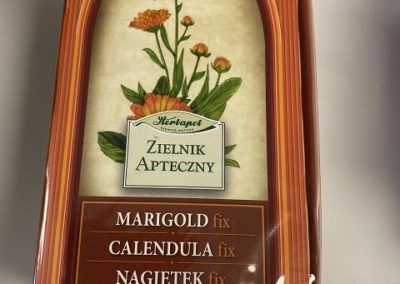 Herbapol
ZIELNIK
APTECZNY
MARIGOLD fix
CALENDULA fix
NAGIETEK fix